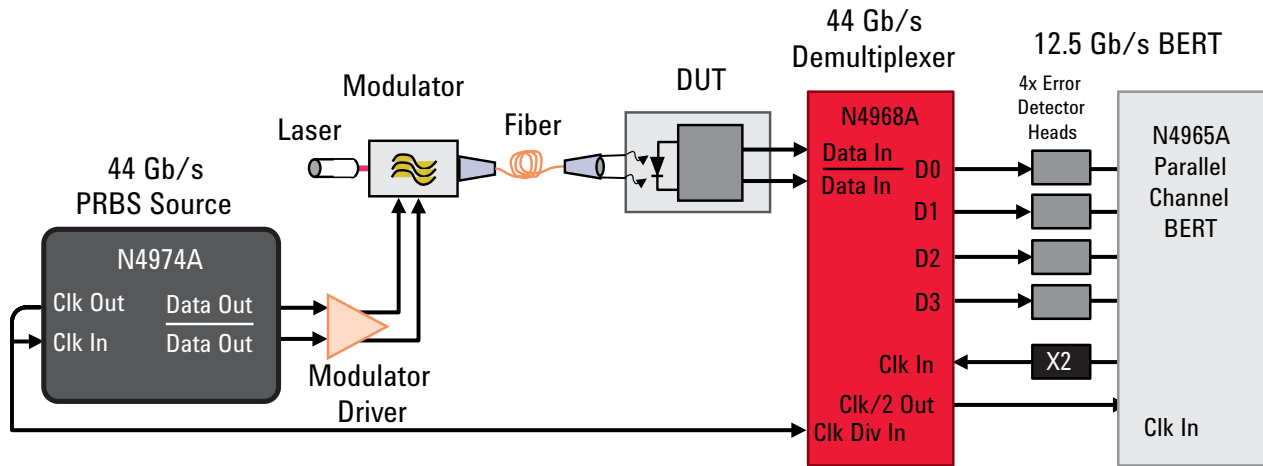 44 Gb/s
Demultiplexer
12.5 Gb/s BERT
4x Error
Detector
Heads
DUT
Modulator
Fiber
Laser
44 Gb/s
PRBS Source
N4974A
Clk Out
Data Out
Clk In
Data Out
Modulator
Driver
N4968A
Data In
Data In
D0
D1
D2
D3
Clk In
Clk/2 Out
Clk Div In
X2
N4965A
Parallel
Channel
BERT
Clk In